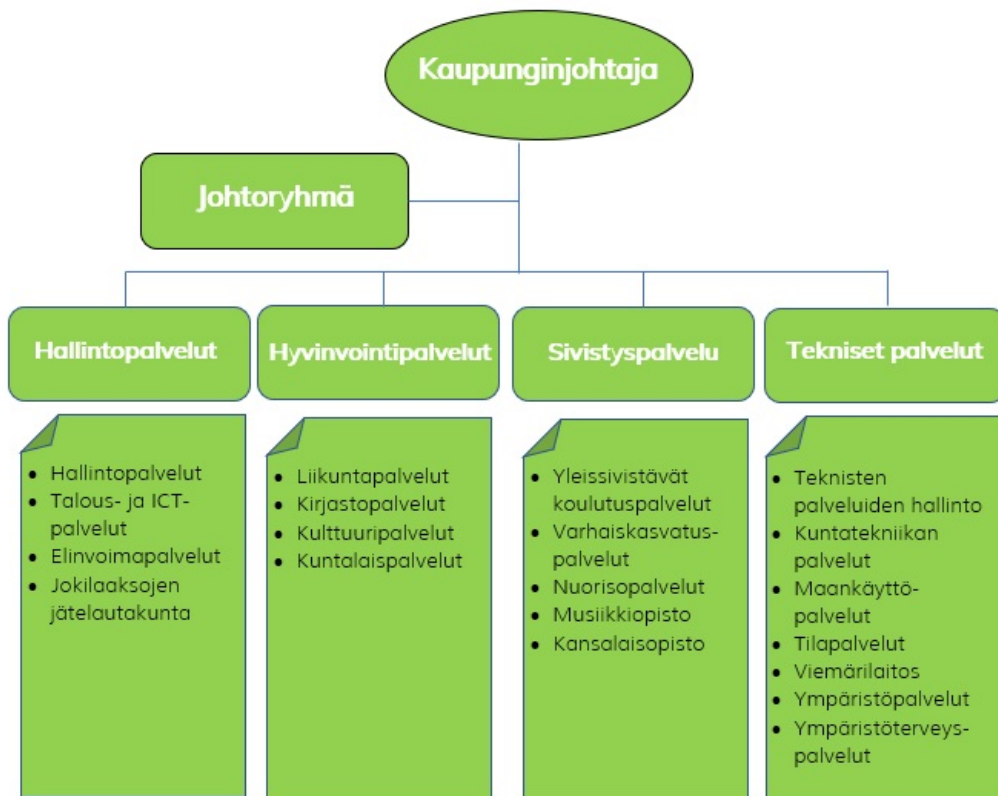 Kaupunginjohtaja
Johtoryhmä
Hallintopalvelut
Hyvinvointipalvelut
Sivistyspalvelu
Tekniset palvelut
• Hallintopalvelut
• Talous- ja ICT-
palvelut
• Elinvoimapalvelut
• Jokilaaksojen
jätelautakunta
• Liikuntapalvelut
• Kirjastopalvelut
• Kulttuuripalvelut
• Kuntalaispalvelut
• Yleissivistävät
koulutuspalvelut
• Varhaiskasvatus-
palvelut
• Nuorisopalvelut
• Musiikkiopisto
• Kansalaisopisto
• Teknisten
palveluiden hallinto
• Kuntatekniikan
palvelut
• Maankäyttö-
palvelut
• Tilapalvelut
• Viemärilaitos
• Ympäristöpalvelut
• Ympäristöterveys-
palvelut